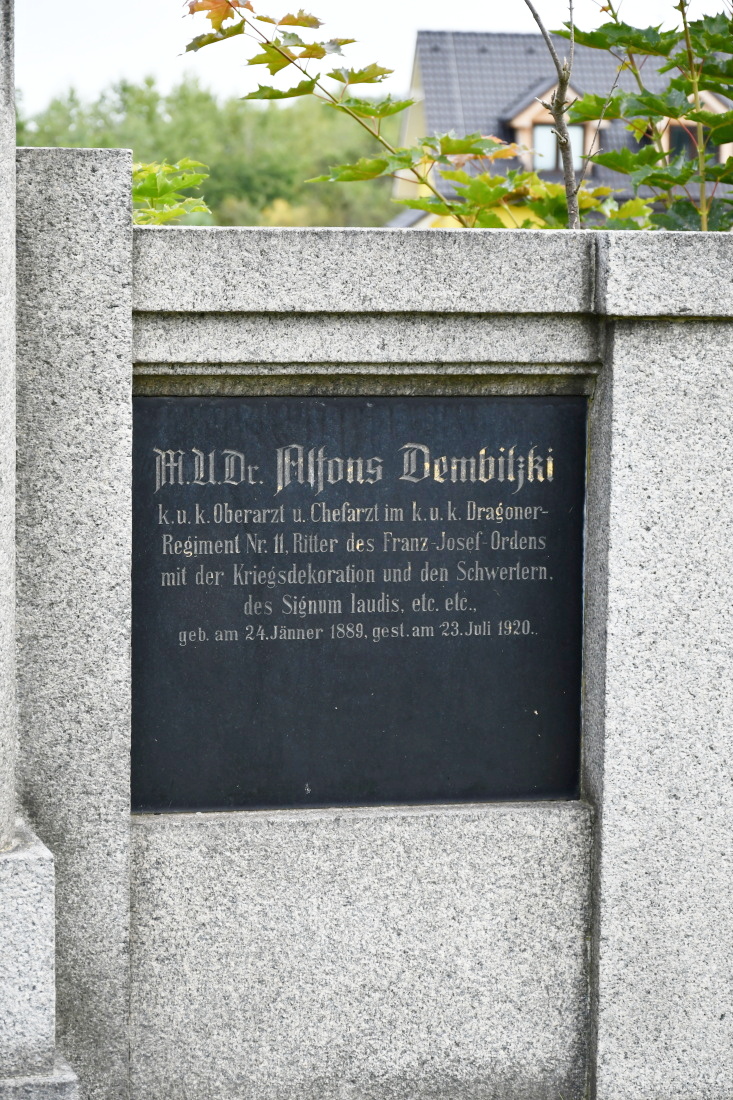 M.U.Dr. Alfons Dembitzki
k.u.k. Oberarzt u. Chefarzt im k.u.k. Dragoner-
Regiment Nr. 11, Ritter des Franz-Josef-Ordens
mit der Kriegsdekoration und den Schwertern,
des Signum laudis, etc. etc.,
geb. am 24. Jänner 1889, gest. am 23. Juli 1920.